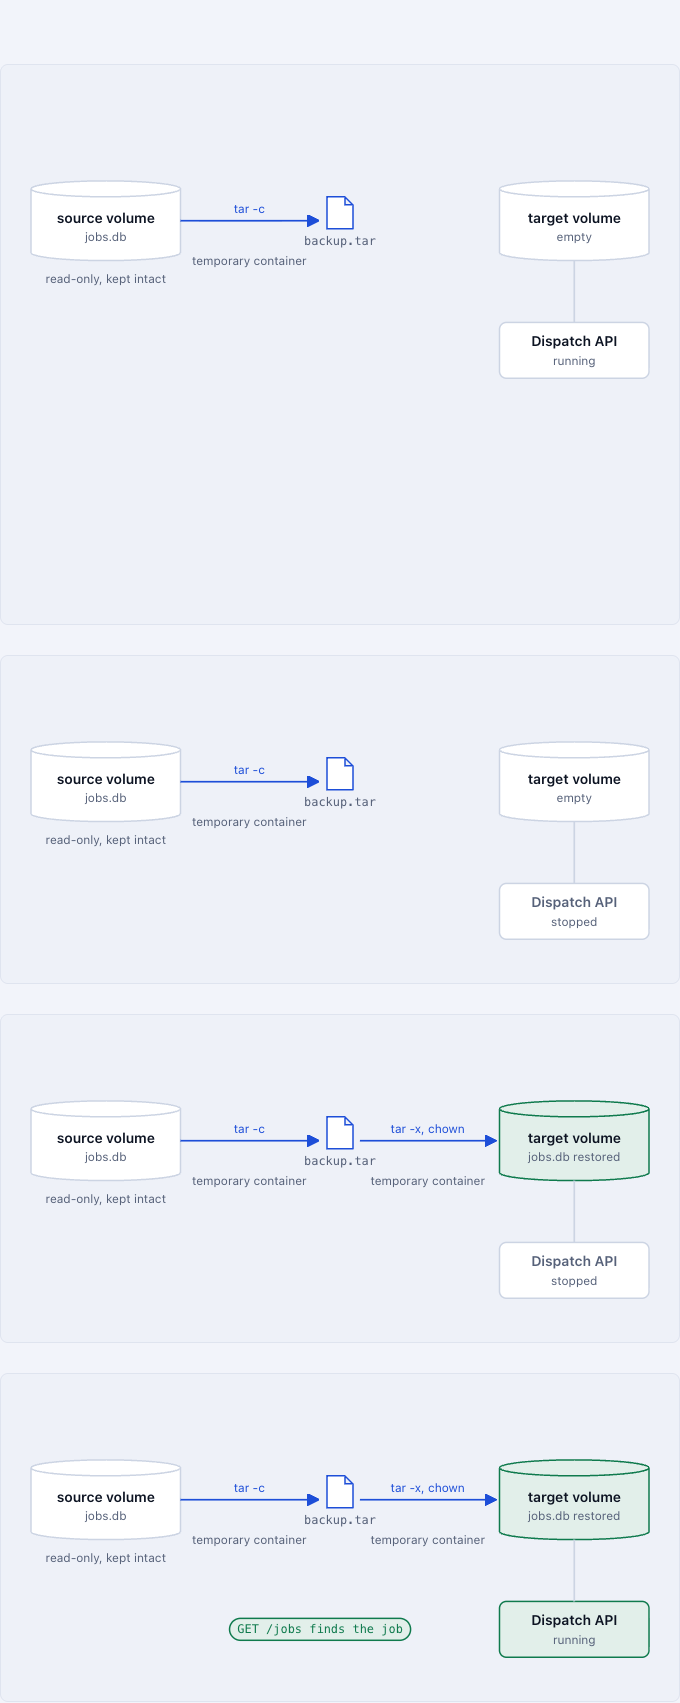 tar -c
source volume
target volume
jobs.db
empty
backup.tar
temporary container
read-only, kept intact
Dispatch API
running
tar -c
source volume
target volume
jobs.db
empty
backup.tar
temporary container
read-only, kept intact
Dispatch API
stopped
tar -c
tar -x, chown
source volume
target volume
jobs.db
jobs.db restored
backup.tar
temporary container
temporary container
read-only, kept intact
Dispatch API
stopped
tar -c
tar -x, chown
source volume
target volume
jobs.db
jobs.db restored
backup.tar
temporary container
temporary container
read-only, kept intact
Dispatch API
GET /jobs finds the job
running